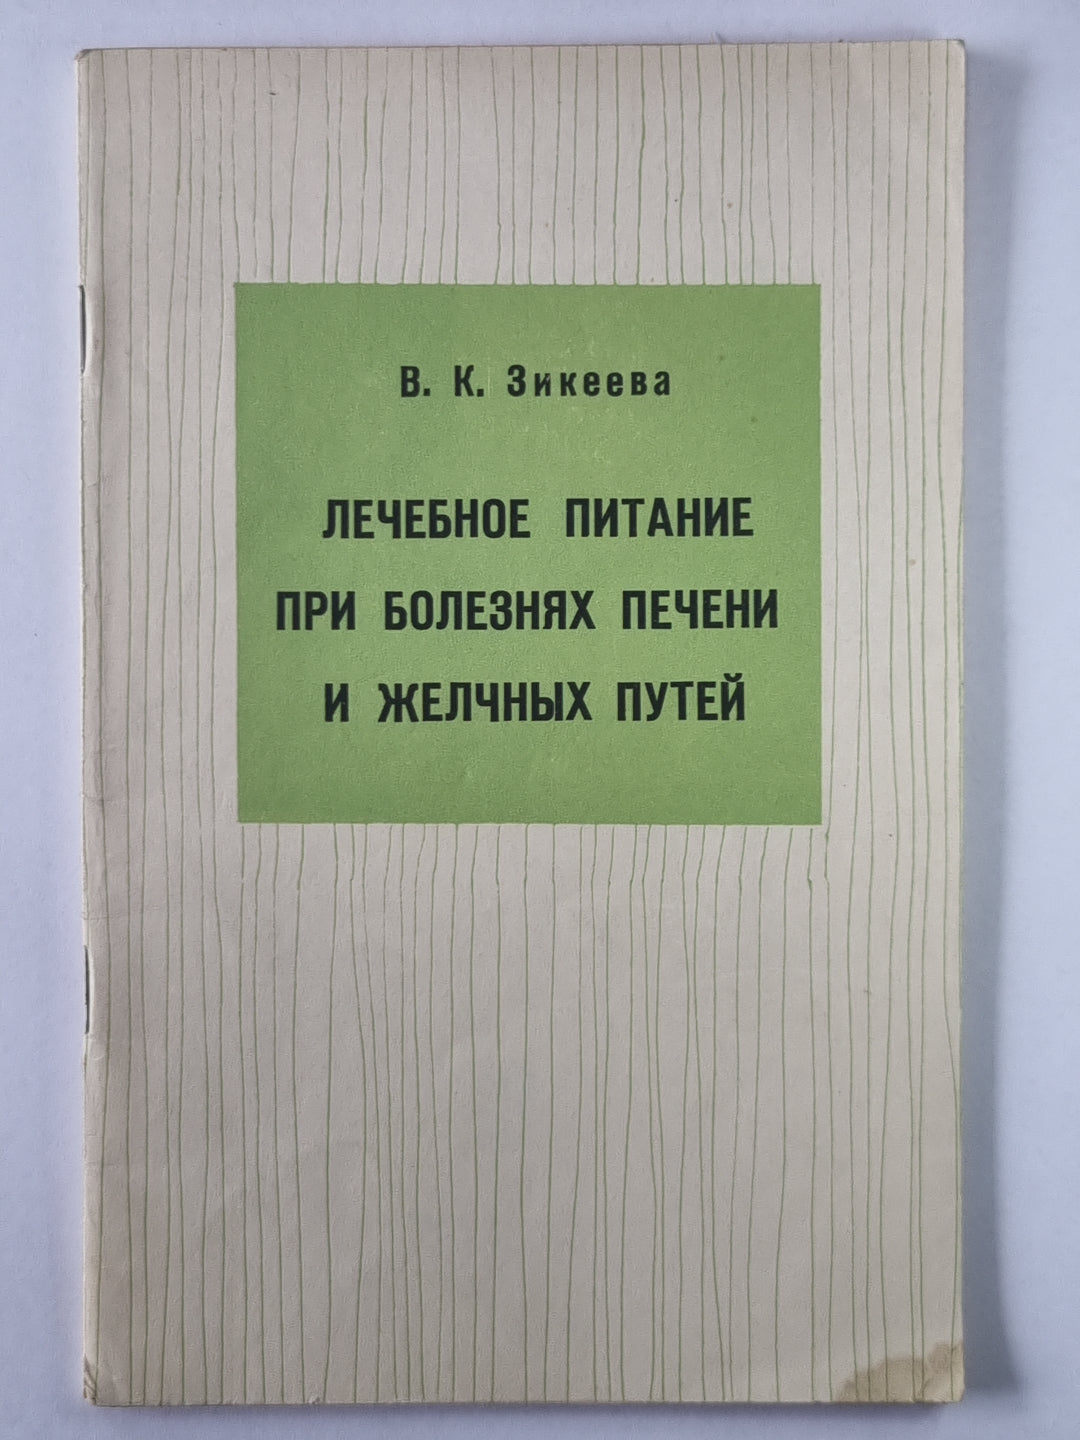 В. К. Зикеева
ЛЕЧЕБНОЕ ПИТАНИЕ
ПРИ БОЛЕЗНЯХ ПЕЧЕНИ
И ЖЕЛЧНЫХ ПУТЕЙ